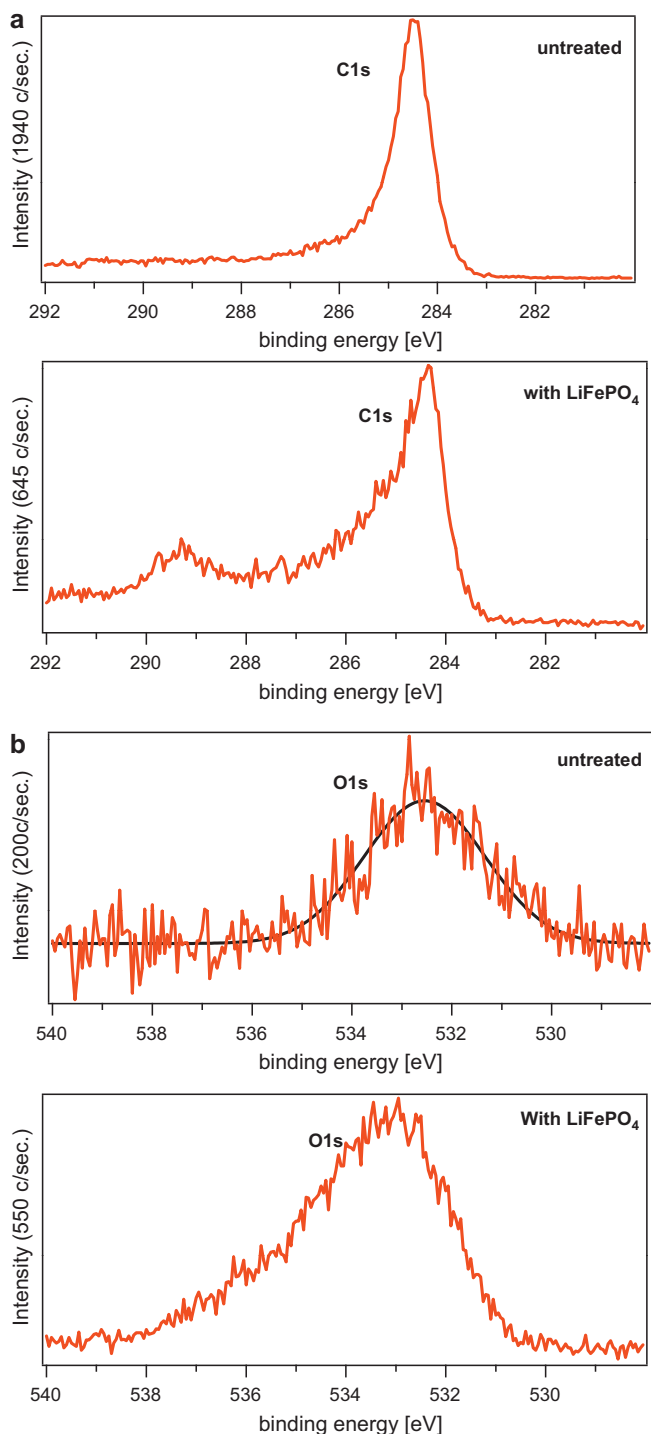 a
untreated
C1s
Intensity (1940 c/sec.)
292 290 288 286 284 282
binding energy [eV]
with LiFePO4
C1s
Intensity (645 c/sec.)
292 290 288 286 284 282
binding energy [eV]
b
untreated
O1s
Intensity (200c/sec.)
540 538 536 534 532 530
binding energy [eV]
With LiFePO4
O1s
Intensity (550 c/sec.)
540 538 536 534 532 530
binding energy [eV]